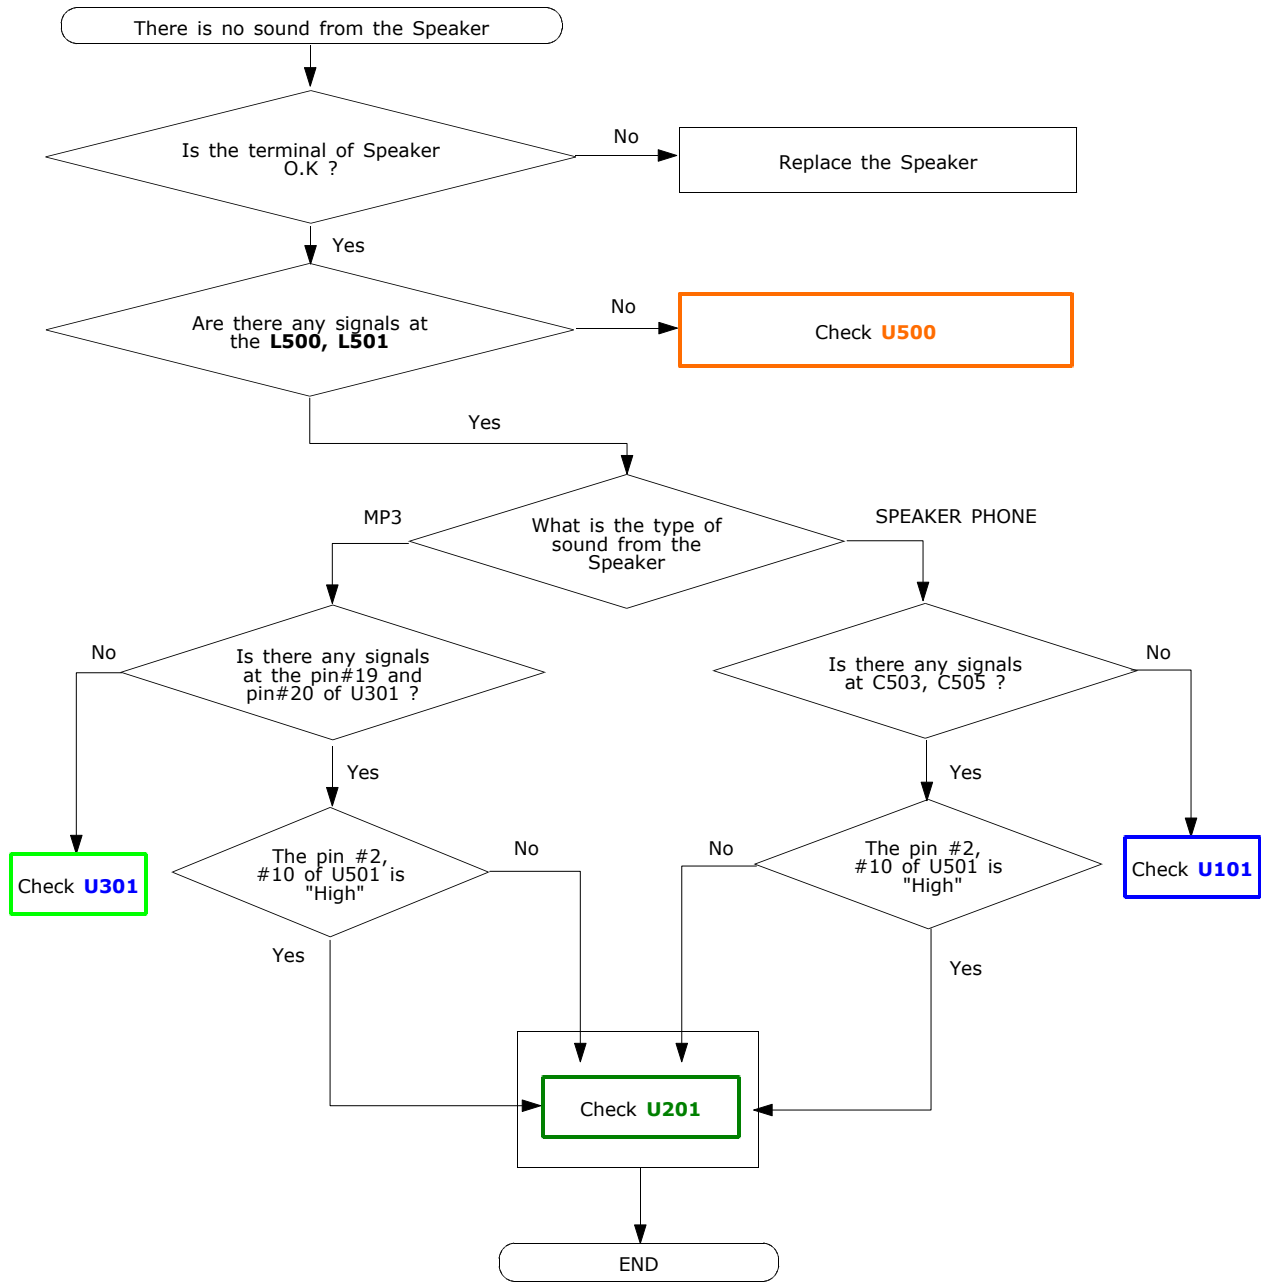 There is no sound from the Speaker
Is the terminal of Speaker
O.K ?
No
Replace the Speaker
Yes
Are there any signals at
the L500, L501
No
Check U500
Yes
What is the type of
sound from the
Speaker
MP3
SPEAKER PHONE
No
Is there any signals
at the pin#19 and
pin#20 of U301 ?
Is there any signals
at C503, C505 ?
No
Yes
Yes
Check U301
The pin #2,
#10 of U501 is
"High"
No
No
The pin #2,
#10 of U501 is
"High"
Check U101
Yes
Yes
Check U201
END